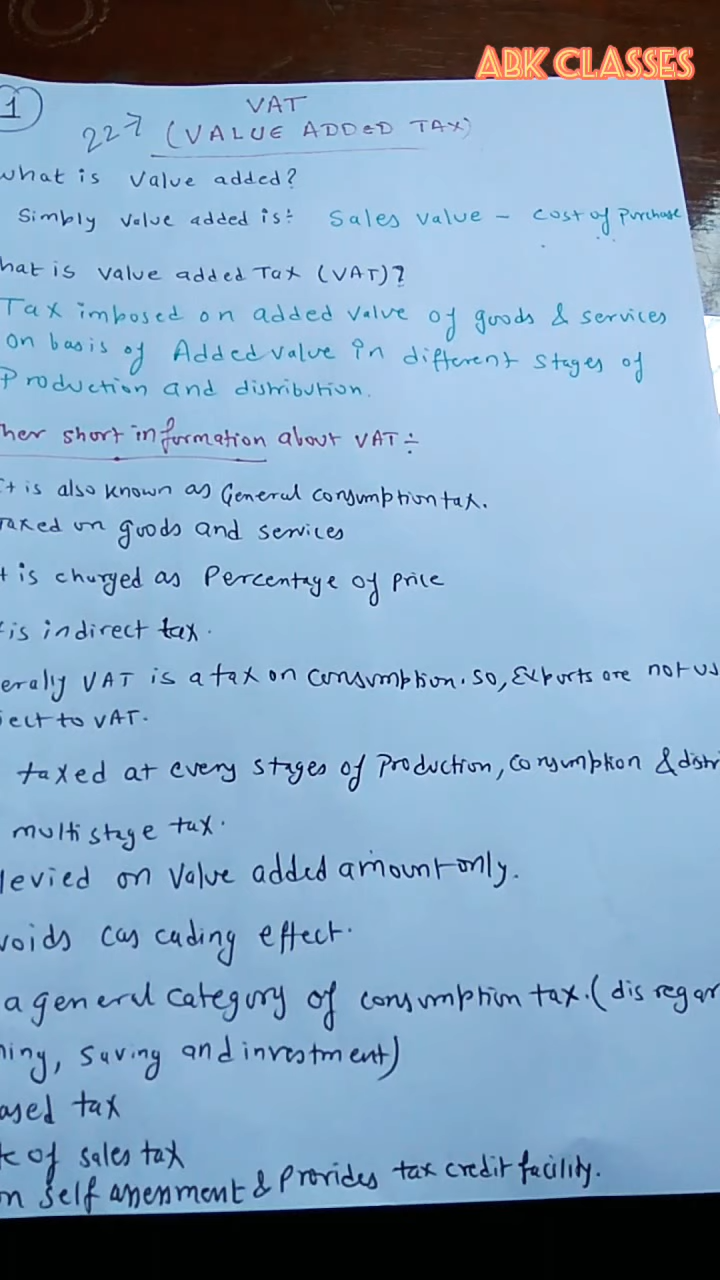 ABK CLASSES
1
VAT
227 (VALUE ADDED TAX)
what is value added?
Simply value added is÷ Sales value - cost of purchase
hat is value added Tax (VAT)?
Tax imposed on added value of goods & services
on basis of Added value in different stages of
Production and distribution.
her short information about VAT÷
t is also known as General consumption tax.
Taxed on goods and services
t is charged as Percentage of price
is indirect tax.
erally VAT is a tax on consumption. so, Exports are not us
ject to VAT.
taxed at every stages of production, consumption & distr
multistage tax.
levied on value added amount only.
voids cascading effect.
a general category of consumption tax. (disregar
ning, saving and investment)
ased tax
of sales tax
n self assessment & provides tax credit facility.